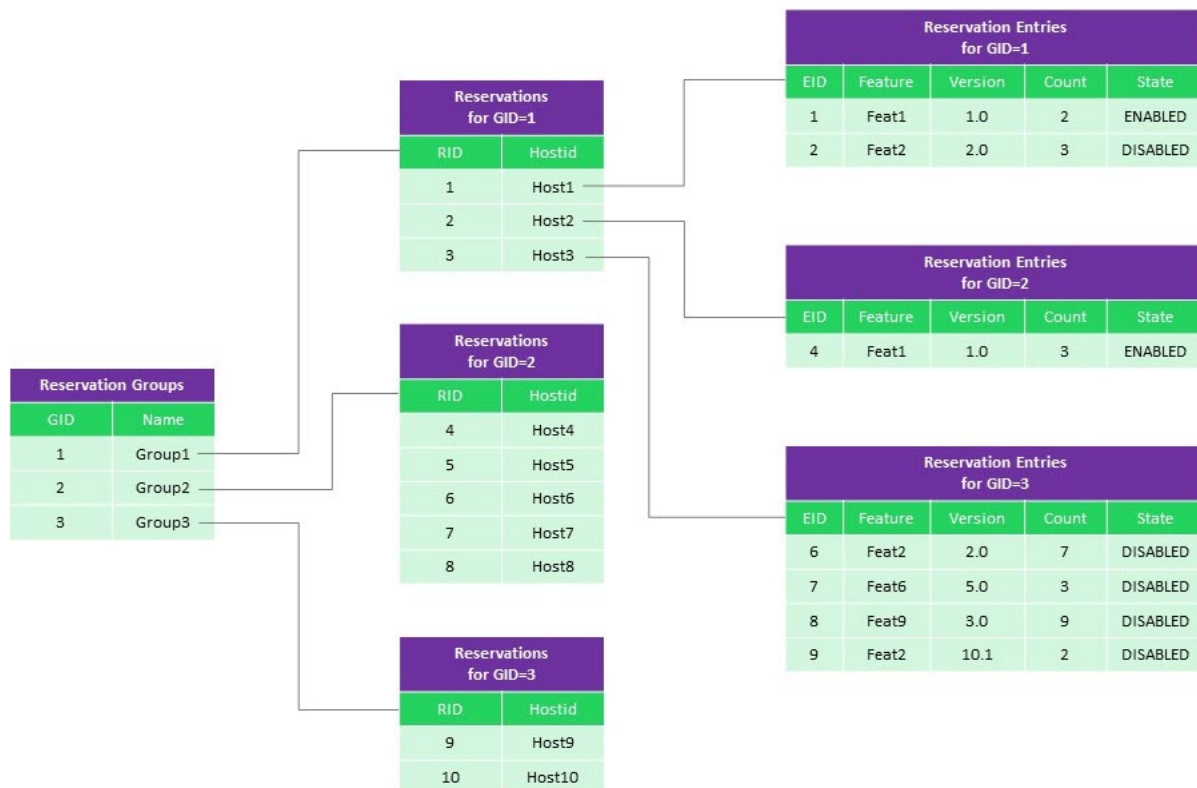 Reservation Groups
GID Name
1 Group1
2 Group2
3 Group3
Reservations
for GID=1
RID Hostid
1 Host1
2 Host2
3 Host3
Reservations
for GID=2
RID Hostid
4 Host4
5 Host5
6 Host6
7 Host7
8 Host8
Reservations
for GID=3
RID Hostid
9 Host9
10 Host10
Reservation Entries
for GID=1
EID Feature Version Count State
1 Feat1 1.0 2 ENABLED
2 Feat2 2.0 3 DISABLED
Reservation Entries
for GID=2
EID Feature Version Count State
4 Feat1 1.0 3 ENABLED
Reservation Entries
for GID=3
EID Feature Version Count State
6 Feat2 2.0 7 DISABLED
7 Feat6 5.0 3 DISABLED
8 Feat9 3.0 9 DISABLED
9 Feat2 10.1 2 DISABLED